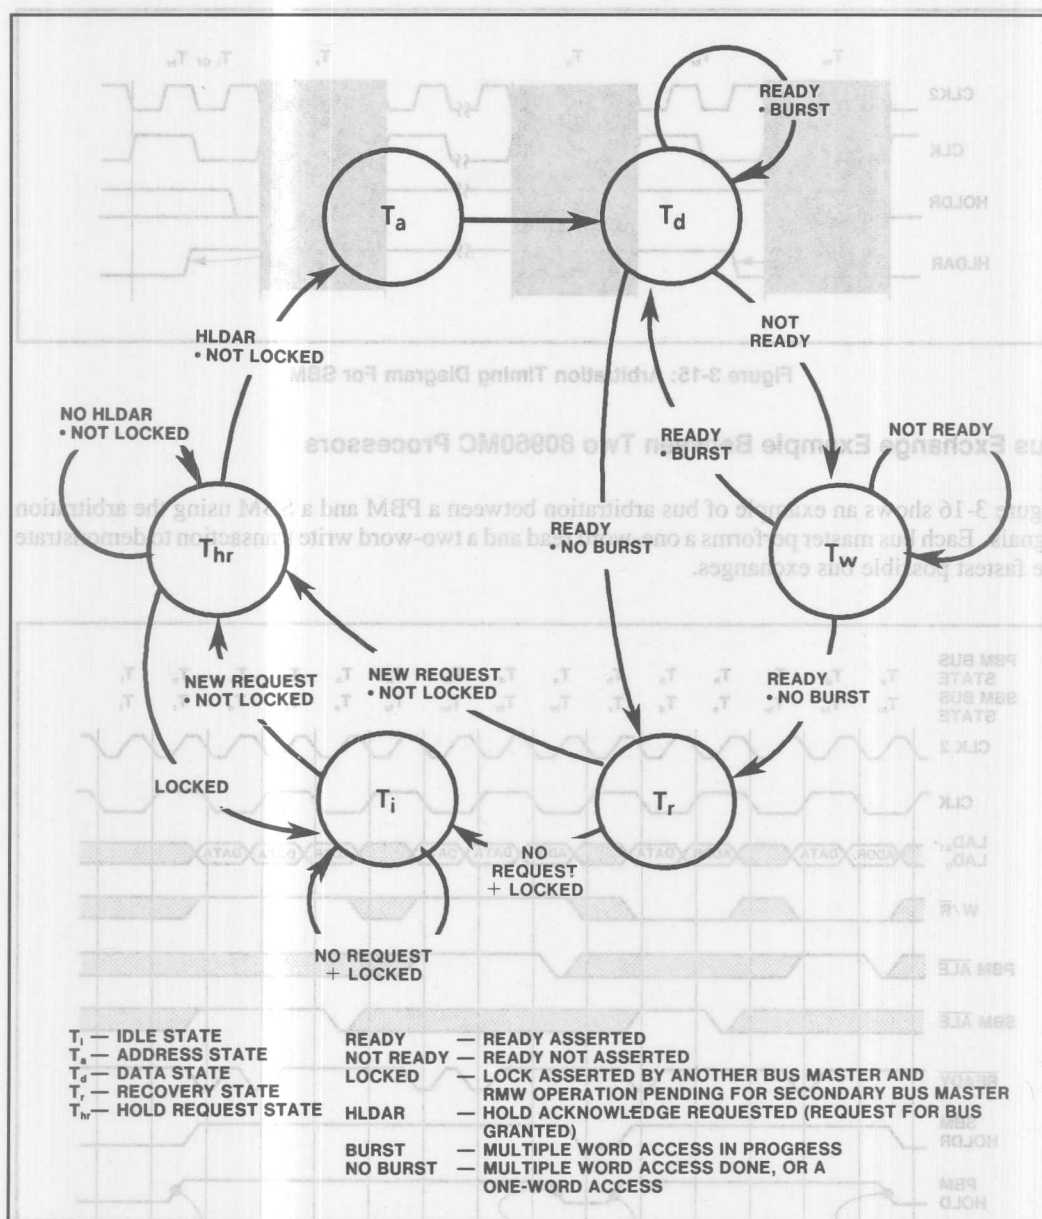 READY
• BURST
Ta
Td
HLDAR
• NOT LOCKED
NOT
READY
NO HLDAR
• NOT LOCKED
READY
• BURST
NOT READY
Thr
READY
• NO BURST
Tw
NEW REQUEST
• NOT LOCKED
NEW REQUEST
• NOT LOCKED
READY
• NO BURST
LOCKED
Ti
Tr
NO
REQUEST
+ LOCKED
NO REQUEST
+ LOCKED
Ti — IDLE STATE
Ta — ADDRESS STATE
Td — DATA STATE
Tr — RECOVERY STATE
Thr — HOLD REQUEST STATE
READY — READY ASSERTED
NOT READY — READY NOT ASSERTED
LOCKED — LOCK ASSERTED BY ANOTHER BUS MASTER AND
RMW OPERATION PENDING FOR SECONDARY BUS MASTER
HLDAR — HOLD ACKNOWLEDGE REQUESTED (REQUEST FOR BUS
GRANTED)
BURST — MULTIPLE WORD ACCESS IN PROGRESS
NO BURST — MULTIPLE WORD ACCESS DONE, OR A
ONE-WORD ACCESS